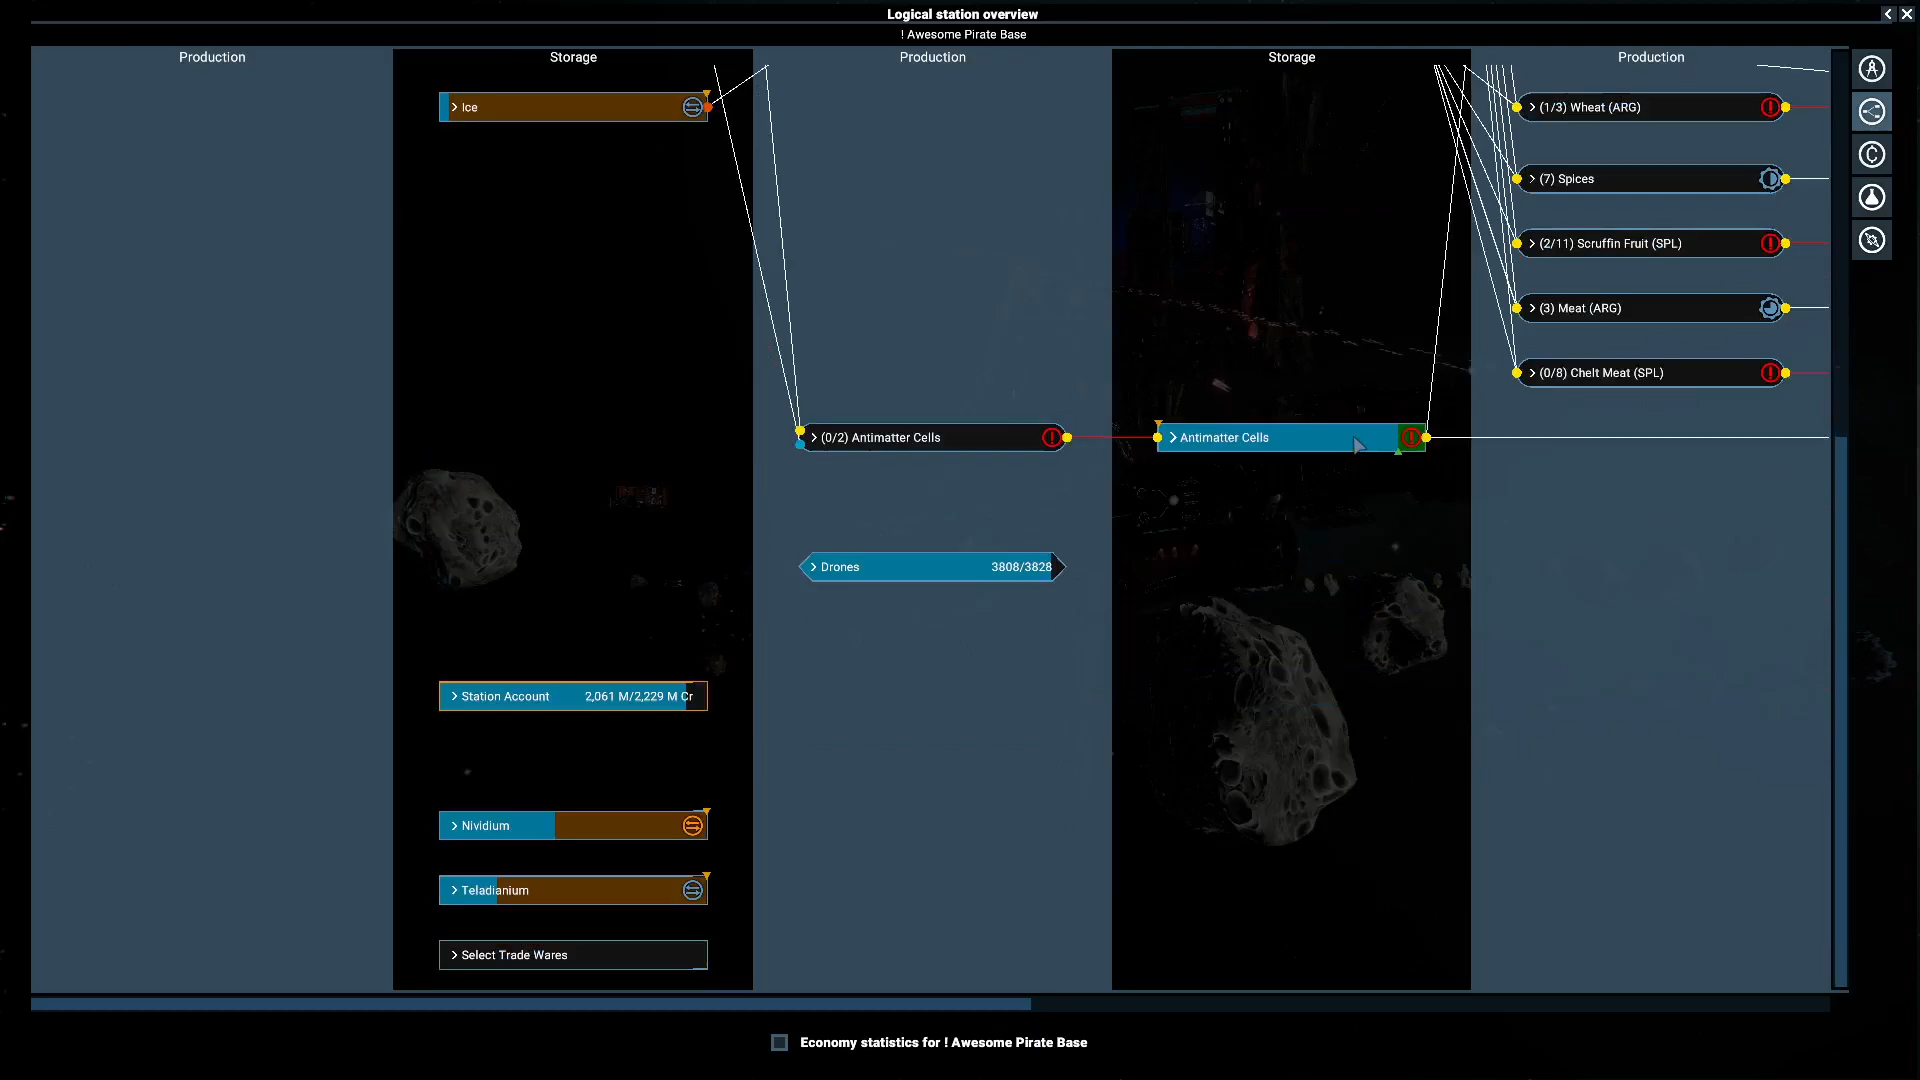 Logical station overview
! Awesome Pirate Base
Production
Storage
Production
Storage
Production
Ice
(1/3) Wheat (ARG)
(7) Spices
(2/11) Scruffin Fruit (SPL)
(3) Meat (ARG)
(0/8) Chelt Meat (SPL)
(0/2) Antimatter Cells
Antimatter Cells
Drones 3808/3828
Station Account 2,061 M/2,229 M Cr
Nividium
Teladianium
Select Trade Wares
Economy statistics for ! Awesome Pirate Base